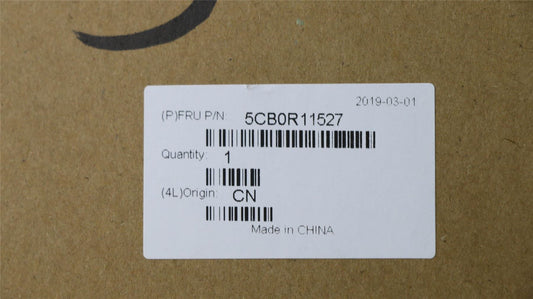 2019-03-01
(P)FRU P/N: 5CB0R11527
Quantity: 1
(4L)Origin: CN
Made in CHINA